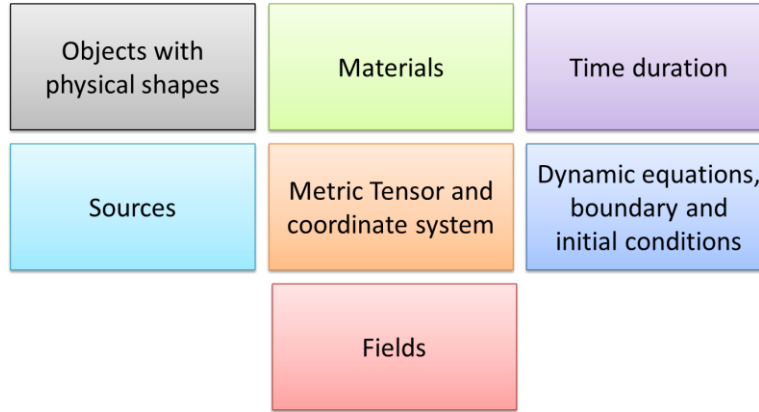 Objects with
physical shapes
Materials
Time duration
Sources
Metric Tensor and
coordinate system
Dynamic equations,
boundary and
initial conditions
Fields